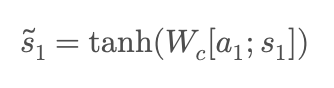 s̃₁ = tanh(W_c[a₁; s₁])